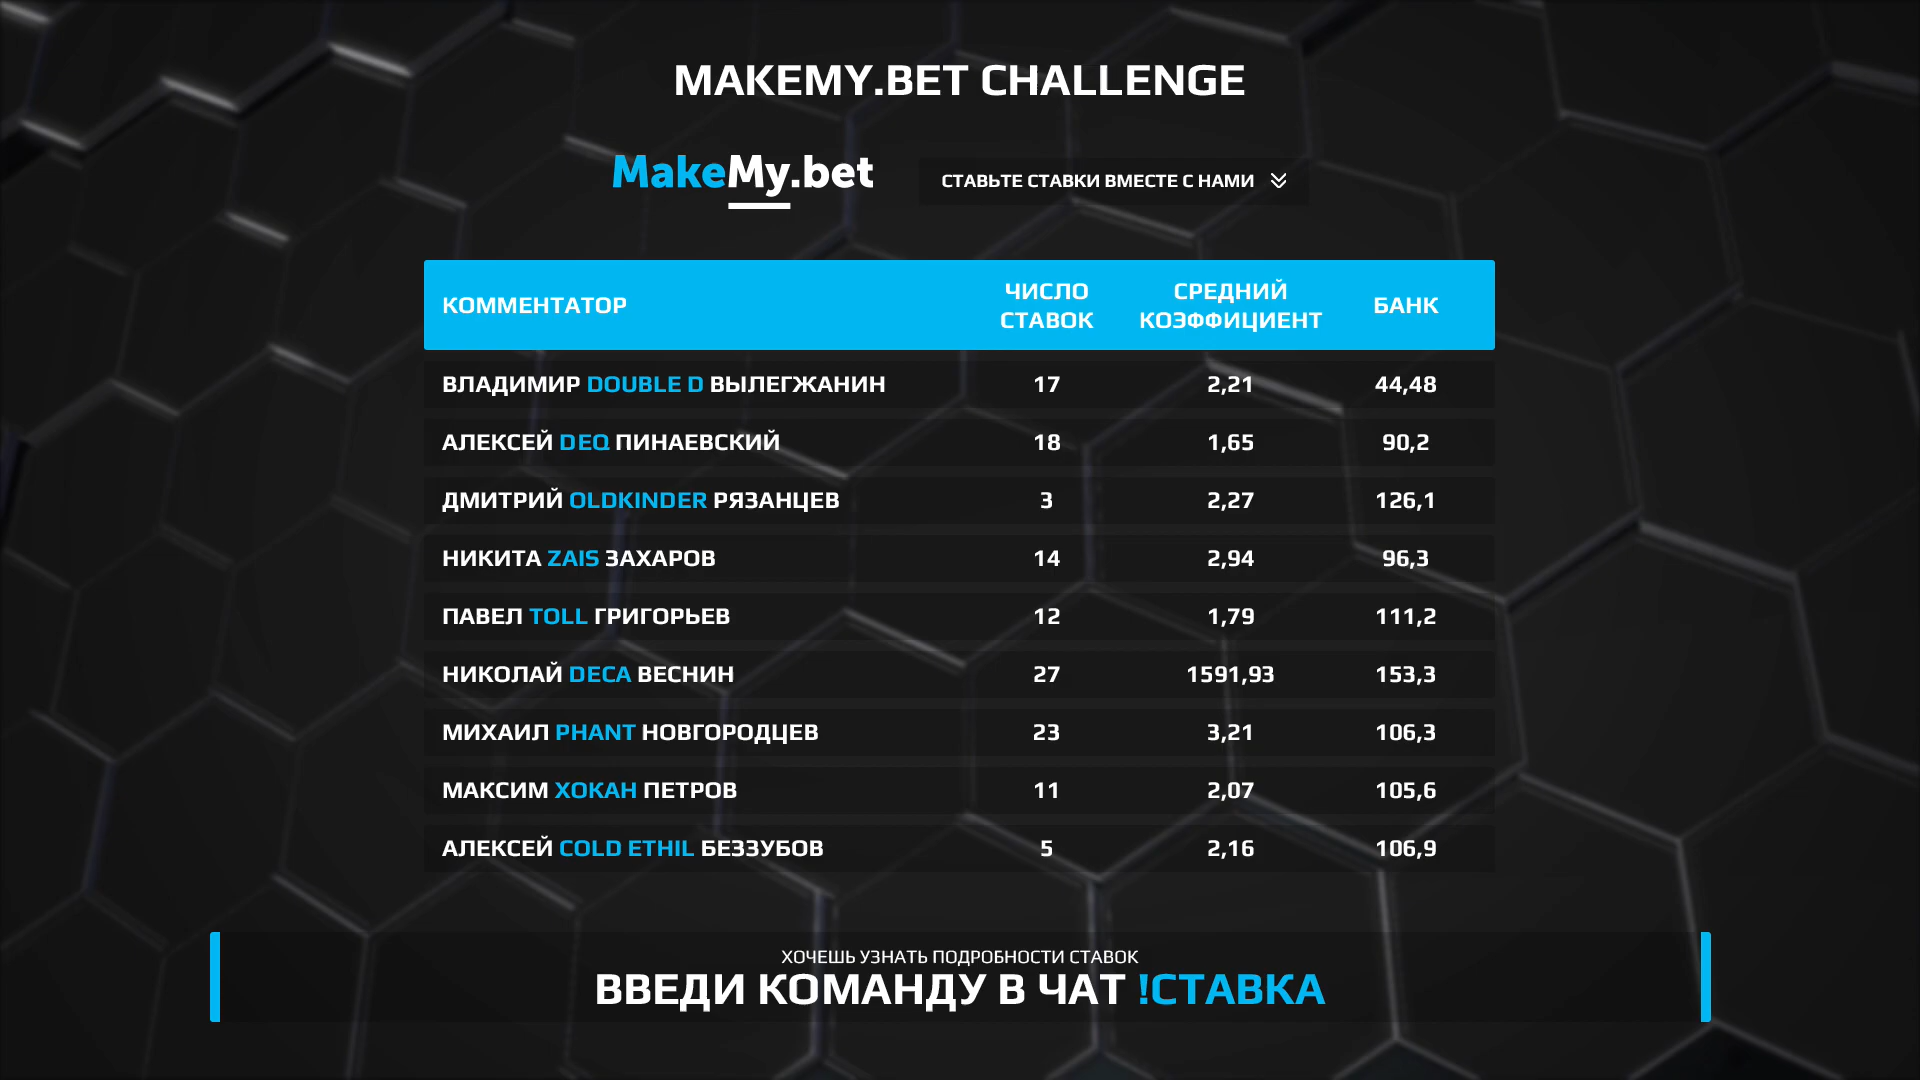 MAKEMY.BET CHALLENGE
MakeMy.bet
СТАВЬТЕ СТАВКИ ВМЕСТЕ С НАМИ
КОММЕНТАТОР ЧИСЛО СТАВОК СРЕДНИЙ КОЭФФИЦИЕНТ БАНК
ВЛАДИМИР DOUBLE D ВЫЛЕГЖАНИН 17 2,21 44,48
АЛЕКСЕЙ DEQ ПИНАЕВСКИЙ 18 1,65 90,2
ДМИТРИЙ OLDKINDER РЯЗАНЦЕВ 3 2,27 126,1
НИКИТА ZAIS ЗАХАРОВ 14 2,94 96,3
ПАВЕЛ TOLL ГРИГОРЬЕВ 12 1,79 111,2
НИКОЛАЙ DECA ВЕСНИН 27 1591,93 153,3
МИХАИЛ PHANT НОВГОРОДЦЕВ 23 3,21 106,3
МАКСИМ ХОКАН ПЕТРОВ 11 2,07 105,6
АЛЕКСЕЙ COLD ETHIL БЕЗЗУБОВ 5 2,16 106,9
ХОЧЕШЬ УЗНАТЬ ПОДРОБНОСТИ СТАВОК
ВВЕДИ КОМАНДУ В ЧАТ !СТАВКА